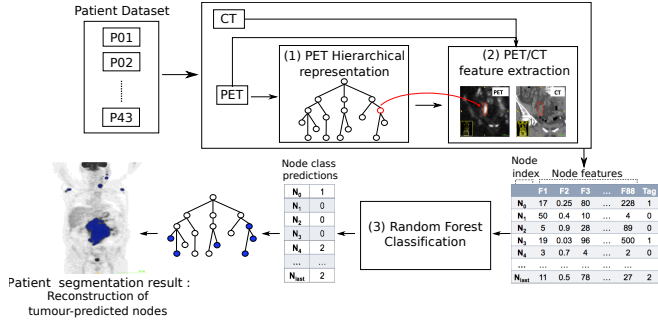 Patient Dataset
P01
P02
P43
CT
PET
(1) PET Hierarchical
representation
(2) PET/CT
feature extraction
PET
CT
Node
index
Node features
F1 F2 F3 ... F88 Tag
N0 17 0.25 80 ... 228 1
N1 50 0.4 10 ... 4 0
N2 5 0.9 28 ... 89 0
N3 19 0.03 96 ... 500 1
N4 3 0.7 4 ... 2 0
... ... ... ... ... ...
Nlast 11 0.5 78 ... 27 2
(3) Random Forest
Classification
Node class
predictions
N0 1
N1 0
N2 0
N3 0
N4 2
... ...
Nlast 2
Patient segmentation result :
Reconstruction of
tumour-predicted nodes